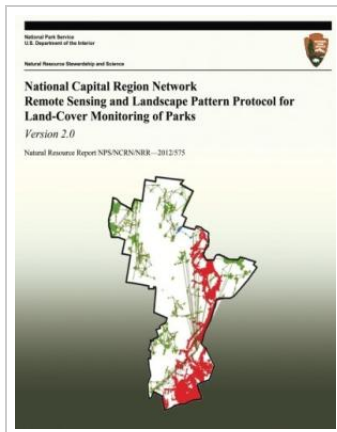 National Park Service
U.S. Department of the Interior
Natural Resource Stewardship and Science
National Capital Region Network
Remote Sensing and Landscape Pattern Protocol for
Land-Cover Monitoring of Parks
Version 2.0
Natural Resource Report NPS/NCRN/NRR—2012/575